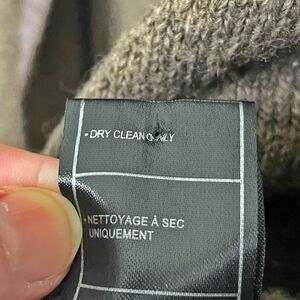 • DRY CLEAN ONLY
• NETTOYAGE À SEC
UNIQUEMENT